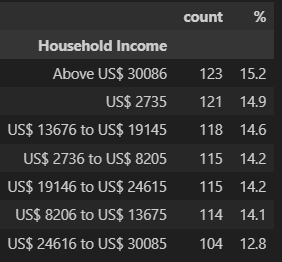 count %
Household Income
Above US$ 30086 123 15.2
US$ 2735 121 14.9
US$ 13676 to US$ 19145 118 14.6
US$ 2736 to US$ 8205 115 14.2
US$ 19146 to US$ 24615 115 14.2
US$ 8206 to US$ 13675 114 14.1
US$ 24616 to US$ 30085 104 12.8